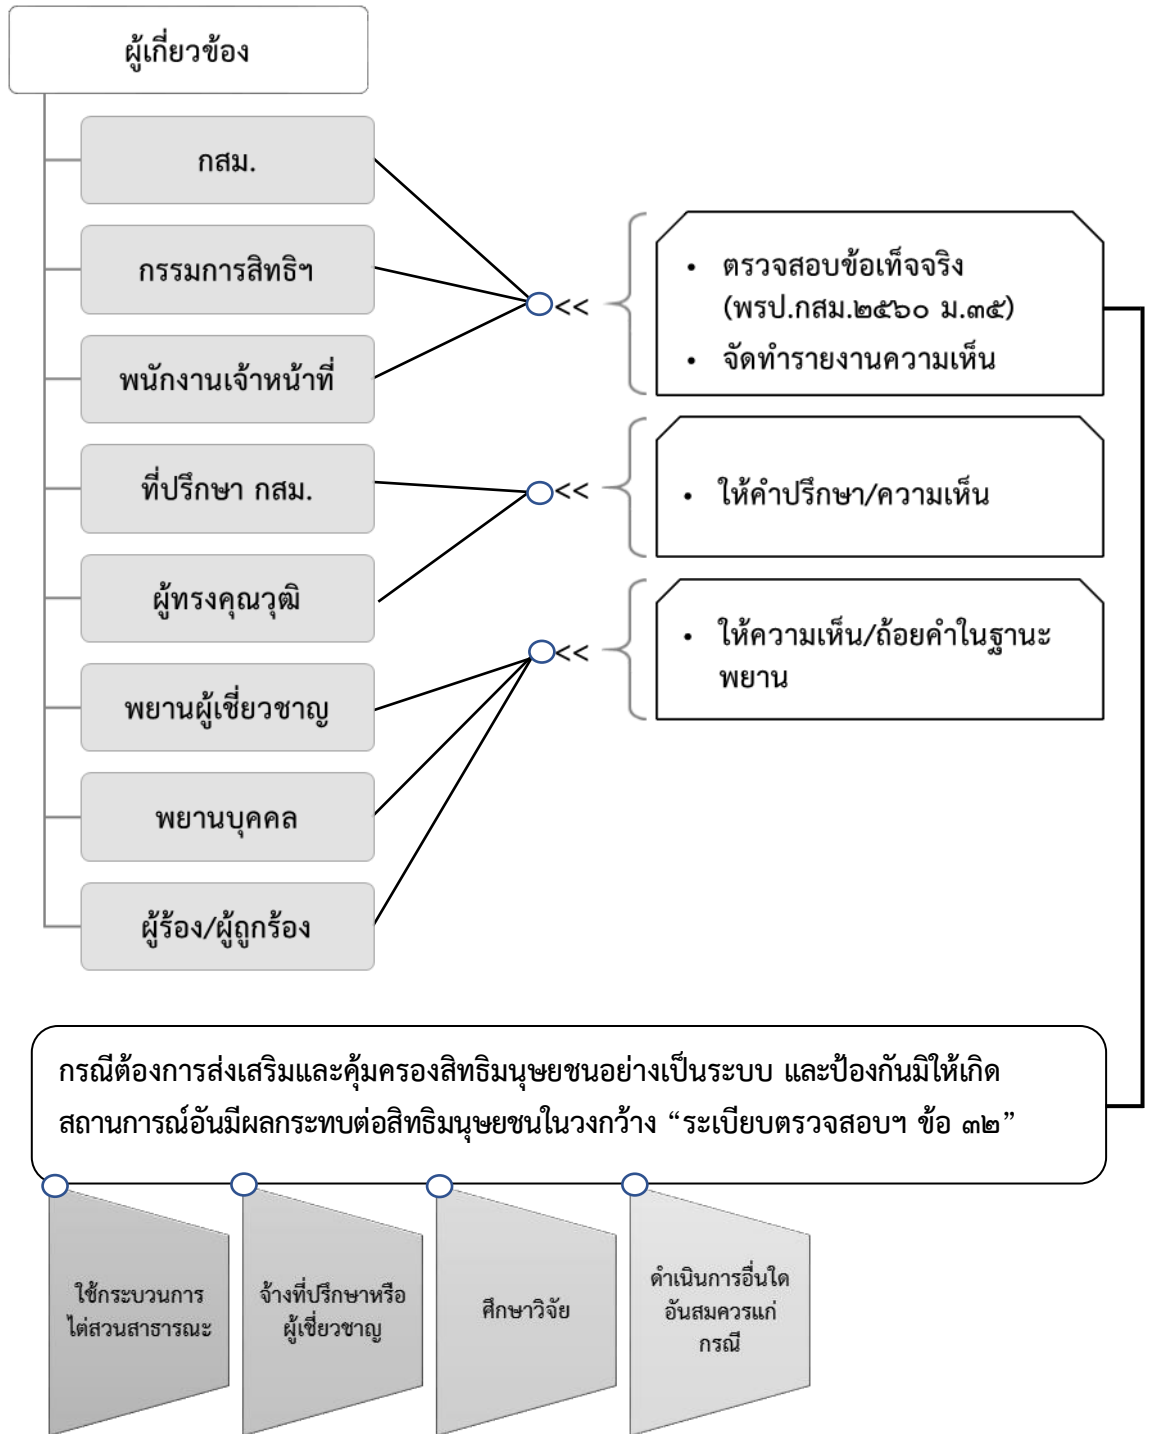 ผู้เกี่ยวข้อง
กสม.
กรรมการสิทธิฯ
พนักงานเจ้าหน้าที่
ที่ปรึกษา กสม.
ผู้ทรงคุณวุฒิ
พยานผู้เชี่ยวชาญ
พยานบุคคล
ผู้ร้อง/ผู้ถูกร้อง
<<
• ตรวจสอบข้อเท็จจริง
(พรป.กสม.๒๕๖๐ ม.๓๕)
• จัดทำรายงานความเห็น
<<
• ให้คำปรึกษา/ความเห็น
<<
• ให้ความเห็น/ถ้อยคำในฐานะ
พยาน
กรณีต้องการส่งเสริมและคุ้มครองสิทธิมนุษยชนอย่างเป็นระบบ และป้องกันมิให้เกิด
สถานการณ์อันมีผลกระทบต่อสิทธิมนุษยชนในวงกว้าง “ระเบียบตรวจสอบฯ ข้อ ๓๒”
ใช้กระบวนการ
ไต่สวนสาธารณะ
จ้างที่ปรึกษาหรือ
ผู้เชี่ยวชาญ
ศึกษาวิจัย
ดำเนินการอื่นใด
อันสมควรแก่
กรณี